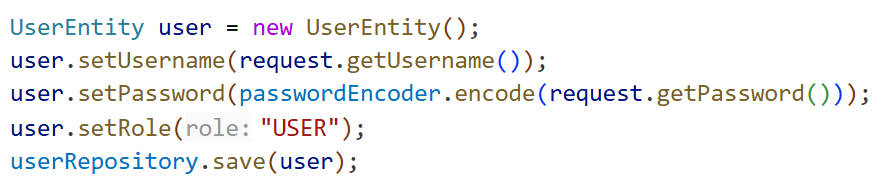 UserEntity user = new UserEntity();
user.setUsername(request.getUsername());
user.setPassword(passwordEncoder.encode(request.getPassword()));
user.setRole(role: "USER");
userRepository.save(user);